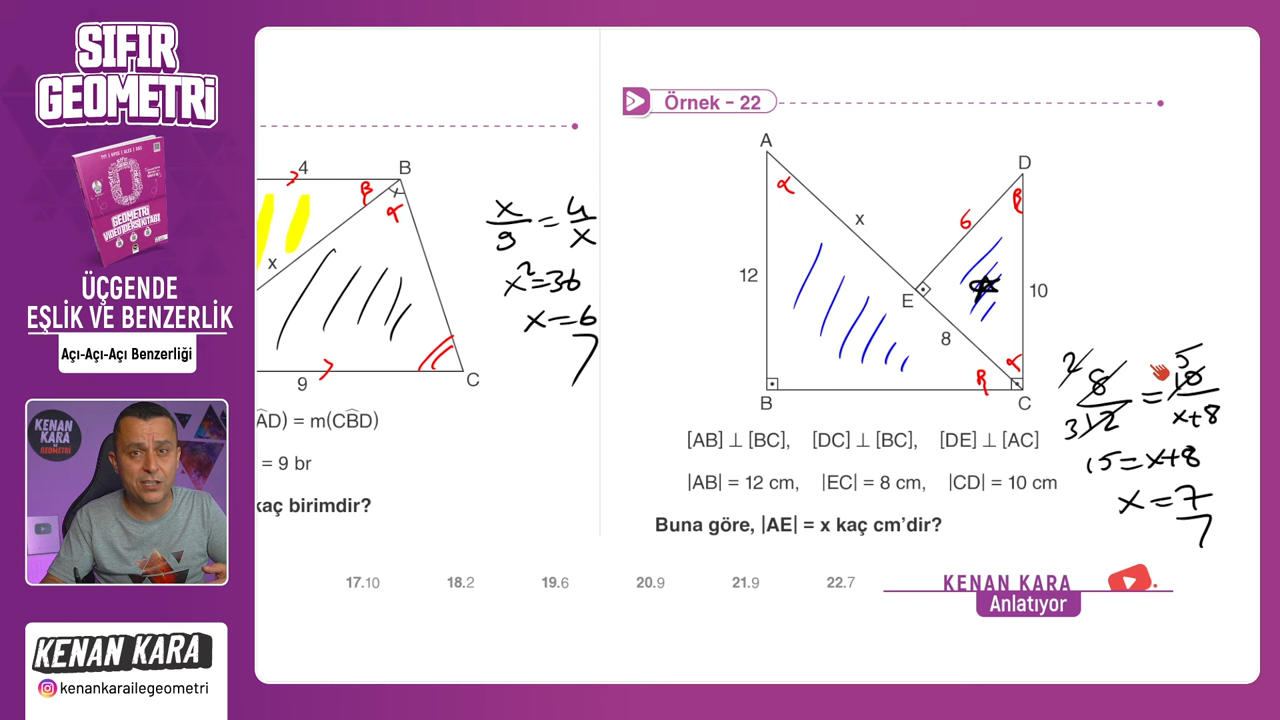 SIFIR
GEOMETRİ
GEOMETRİ
VİDEO DERS KİTABI
ÜÇGENDE
EŞLİK VE BENZERLİK
Açı-Açı-Açı Benzerliği
KENAN
KARA
GEOMETRİ
KENAN KARA
kenankarailegeometri
4
B
β
x
α
x
9
C
x/9 = 4/x
x²=36
x=6
AD) = m(CBD)
= 9 br
kaç birimdir?
Örnek – 22
A
D
α
β
x
6
12
E
10
8
β
α
B
C
2 8/12 3 = 10 5/x+8
15=x+8
x=7
[AB] ⊥ [BC], [DC] ⊥ [BC], [DE] ⊥ [AC]
|AB| = 12 cm, |EC| = 8 cm, |CD| = 10 cm
Buna göre, |AE| = x kaç cm’dir?
17.10 18.2 19.6 20.9 21.9 22.7
KENAN KARA
Anlatıyor